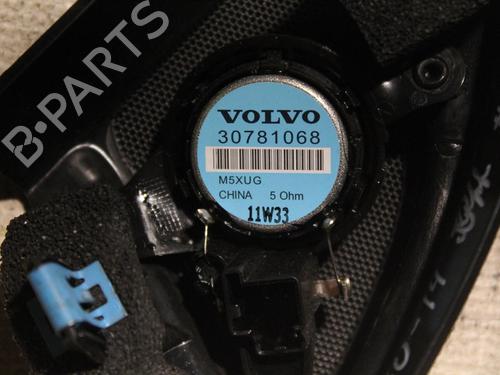 B-PARTS
VOLVO
30781068
M5XUG
CHINA 5 Ohm
11W33